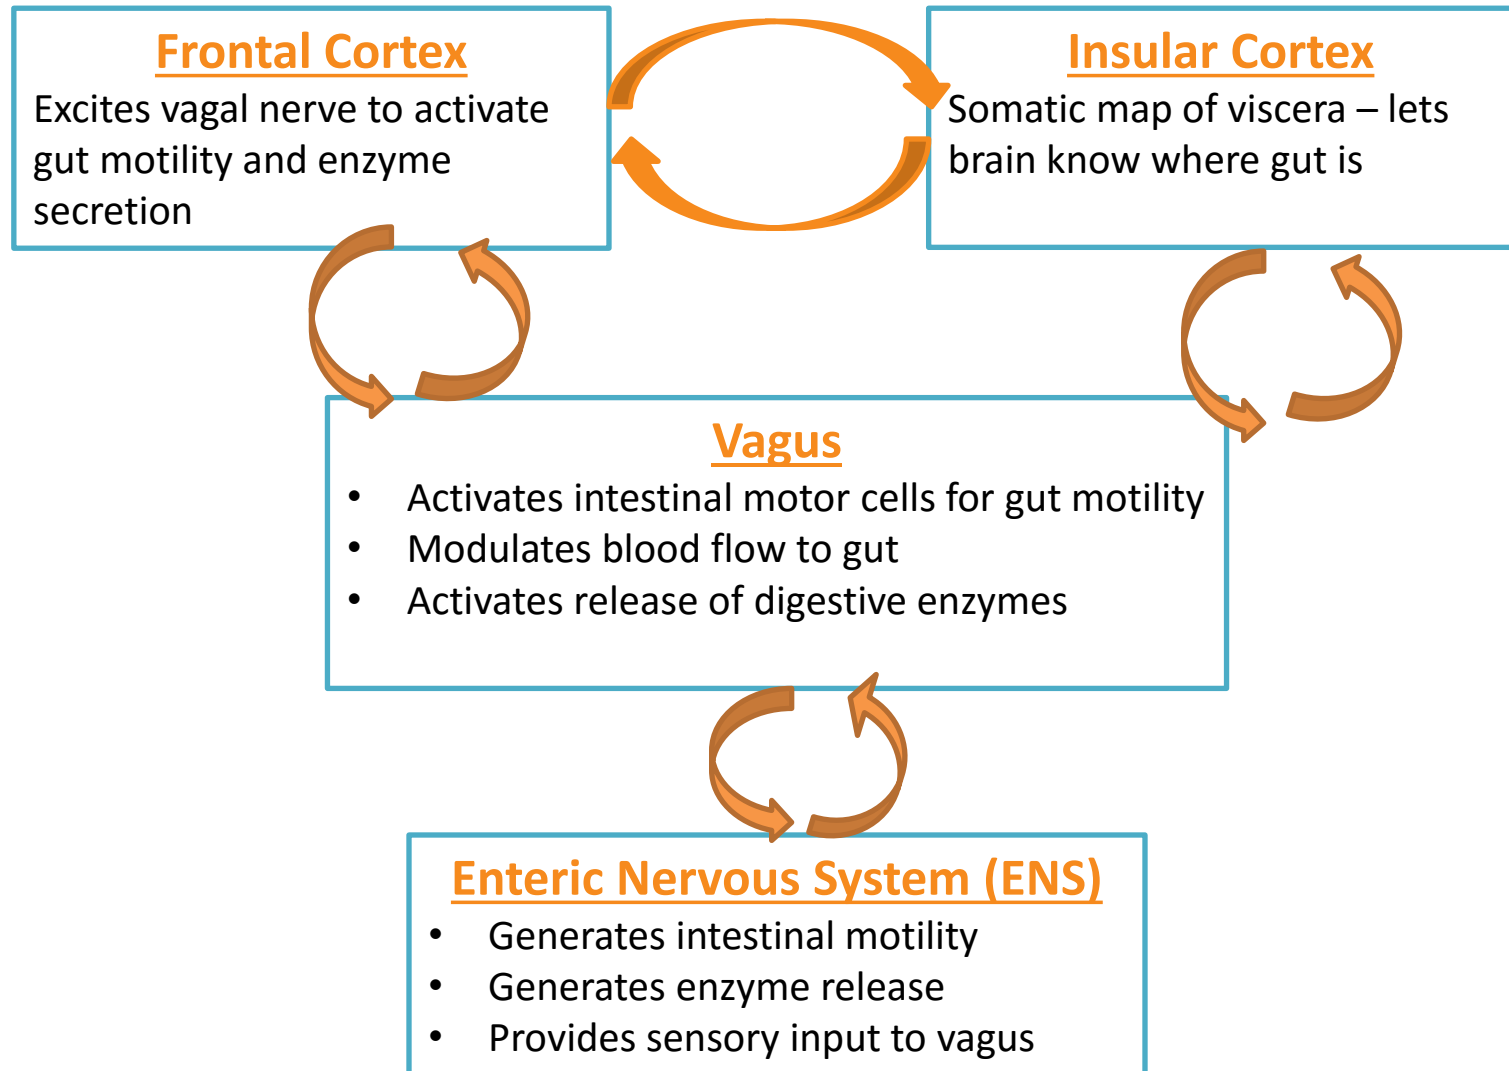 Frontal Cortex
Excites vagal nerve to activate
gut motility and enzyme
secretion
Insular Cortex
Somatic map of viscera – lets
brain know where gut is
Vagus
• Activates intestinal motor cells for gut motility
• Modulates blood flow to gut
• Activates release of digestive enzymes
Enteric Nervous System (ENS)
• Generates intestinal motility
• Generates enzyme release
• Provides sensory input to vagus